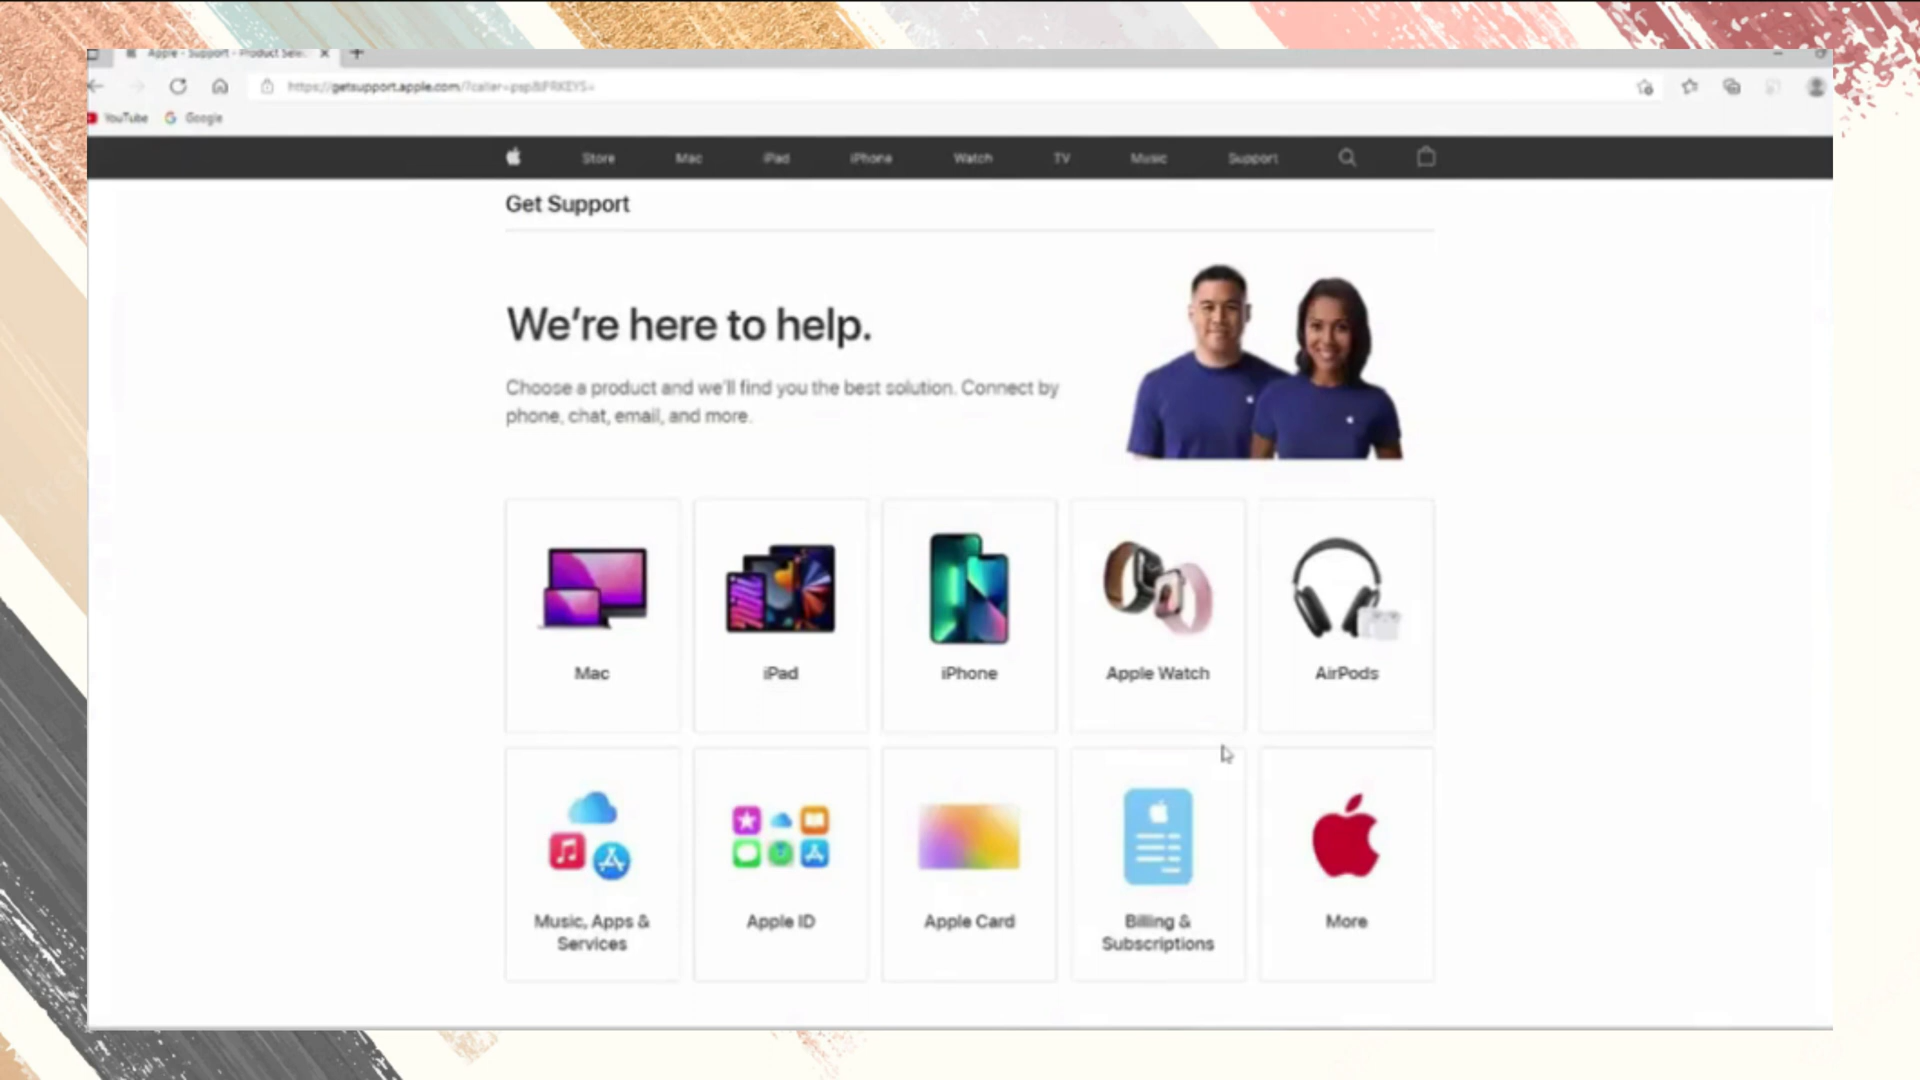 Apple - Support - Product Sele
https://getsupport.apple.com/?caller=psp&PRKEYS=
YouTube Google
Store Mac iPad iPhone Watch TV Music Support
Get Support
We're here to help.
Choose a product and we'll find you the best solution. Connect by
phone, chat, email, and more.
Mac iPad iPhone Apple Watch AirPods
Music, Apps & Apple ID Apple Card Billing & More
Services Subscriptions